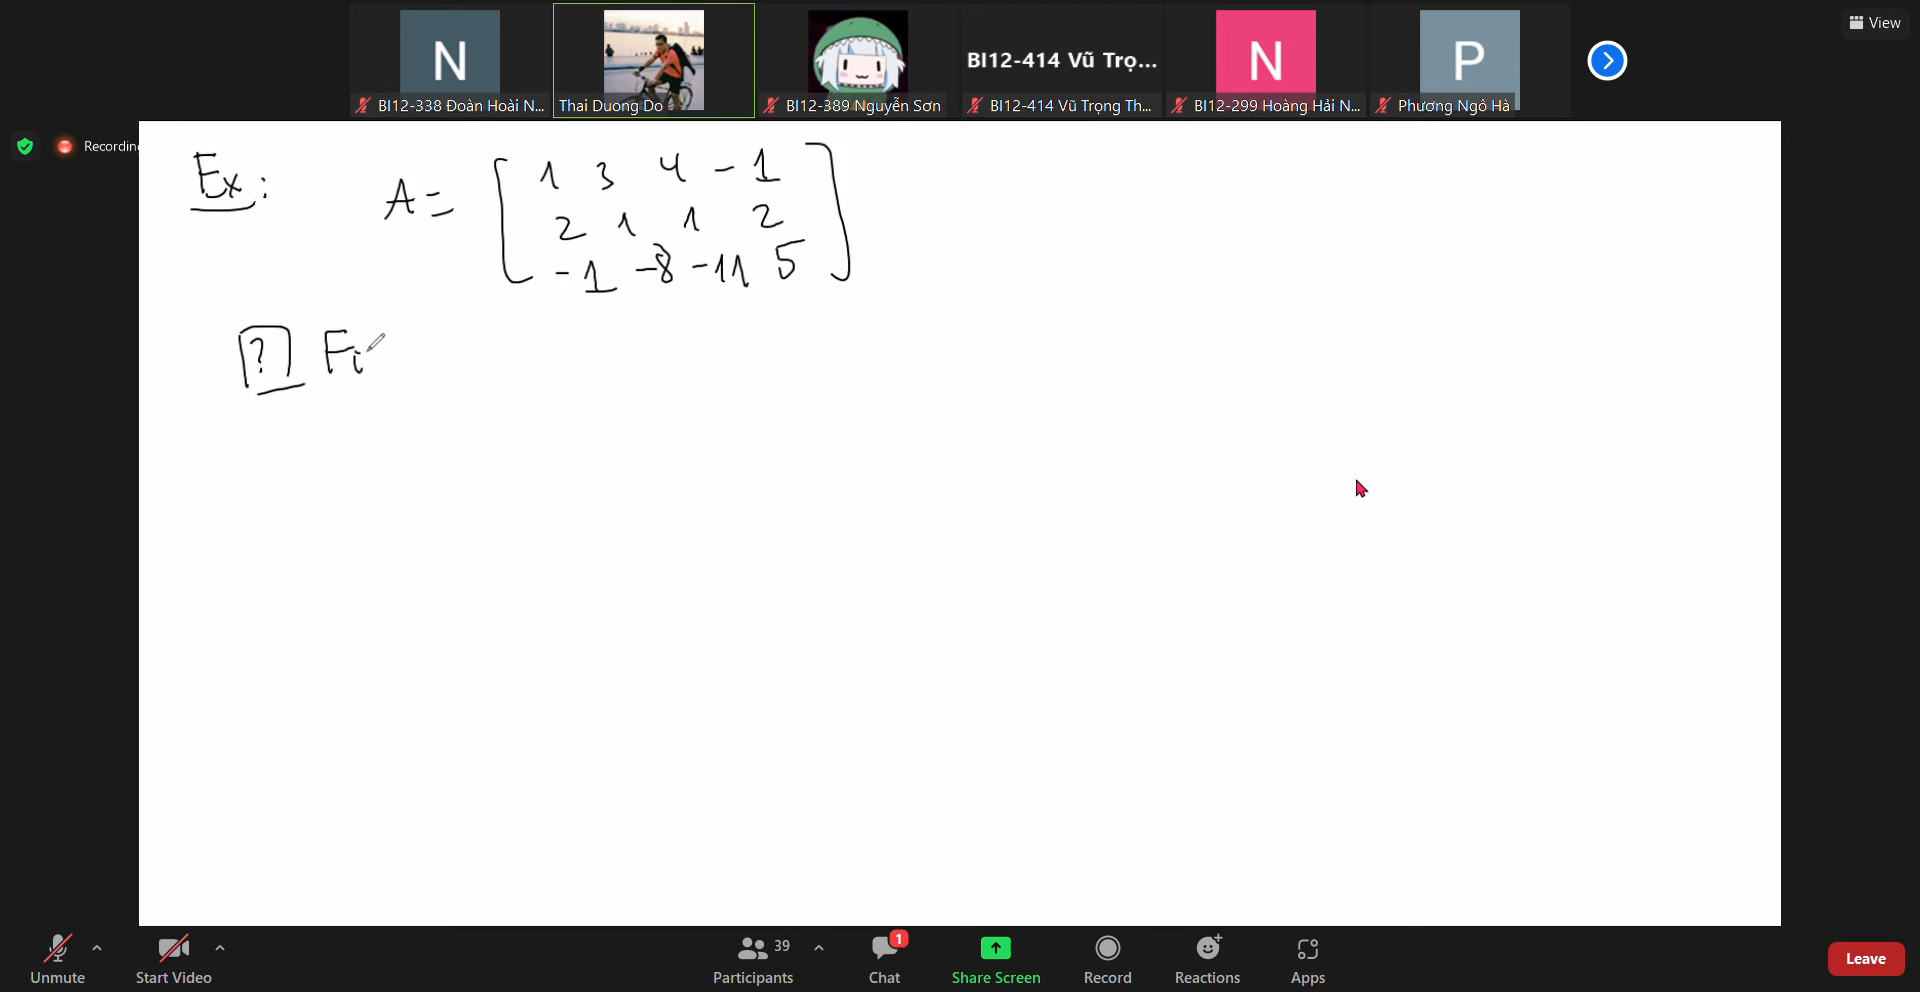 View
N
BI12-338 Đoàn Hoài N...
Thai Duong Do
BI12-389 Nguyễn Sơn
BI12-414 Vũ Trọ...
BI12-414 Vũ Trọng Th...
N
BI12-299 Hoàng Hải N...
P
Phương Ngô Hà
Recording
Ex: A = [ 1 3 4 -1
2 1 1 2
-1 -8 -11 5 ]
? Fi
Unmute
Start Video
Participants 39
Chat 1
Share Screen
Record
Reactions
Apps
Leave